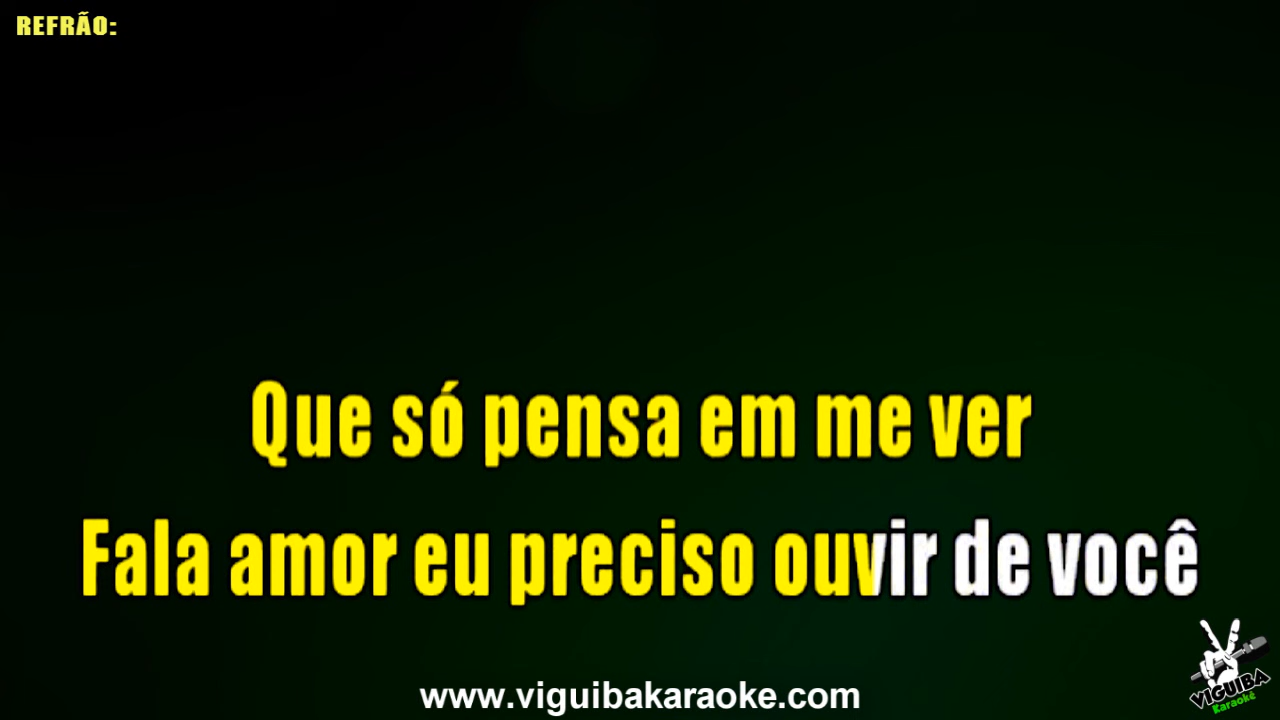 REFRÃO:
Que só pensa em me ver
Fala amor eu preciso ouvir de você
VIGUIBA
Karaokê
www.viguibakaraoke.com